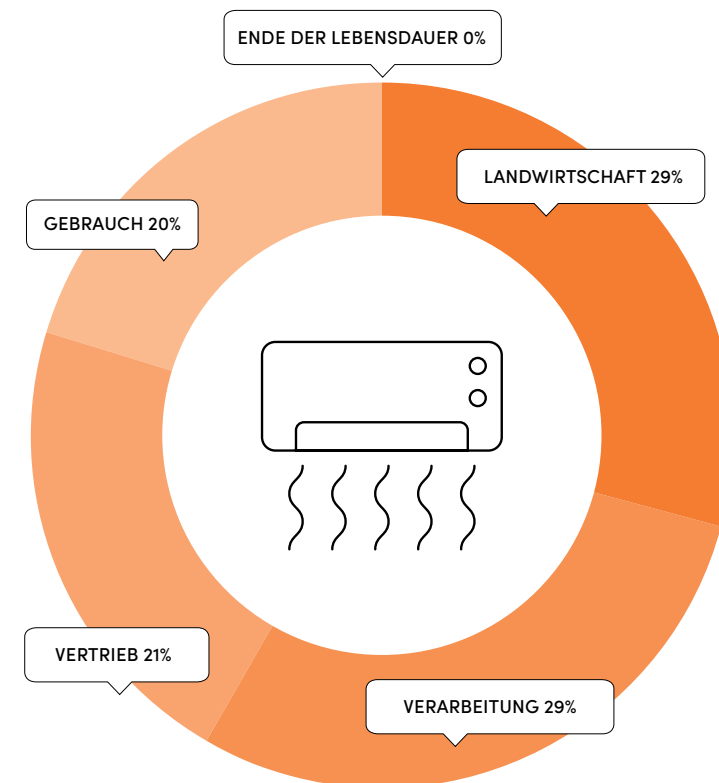 ENDE DER LEBENSDAUER 0%
LANDWIRTSCHAFT 29%
GEBRAUCH 20%
VERTRIEB 21%
VERARBEITUNG 29%